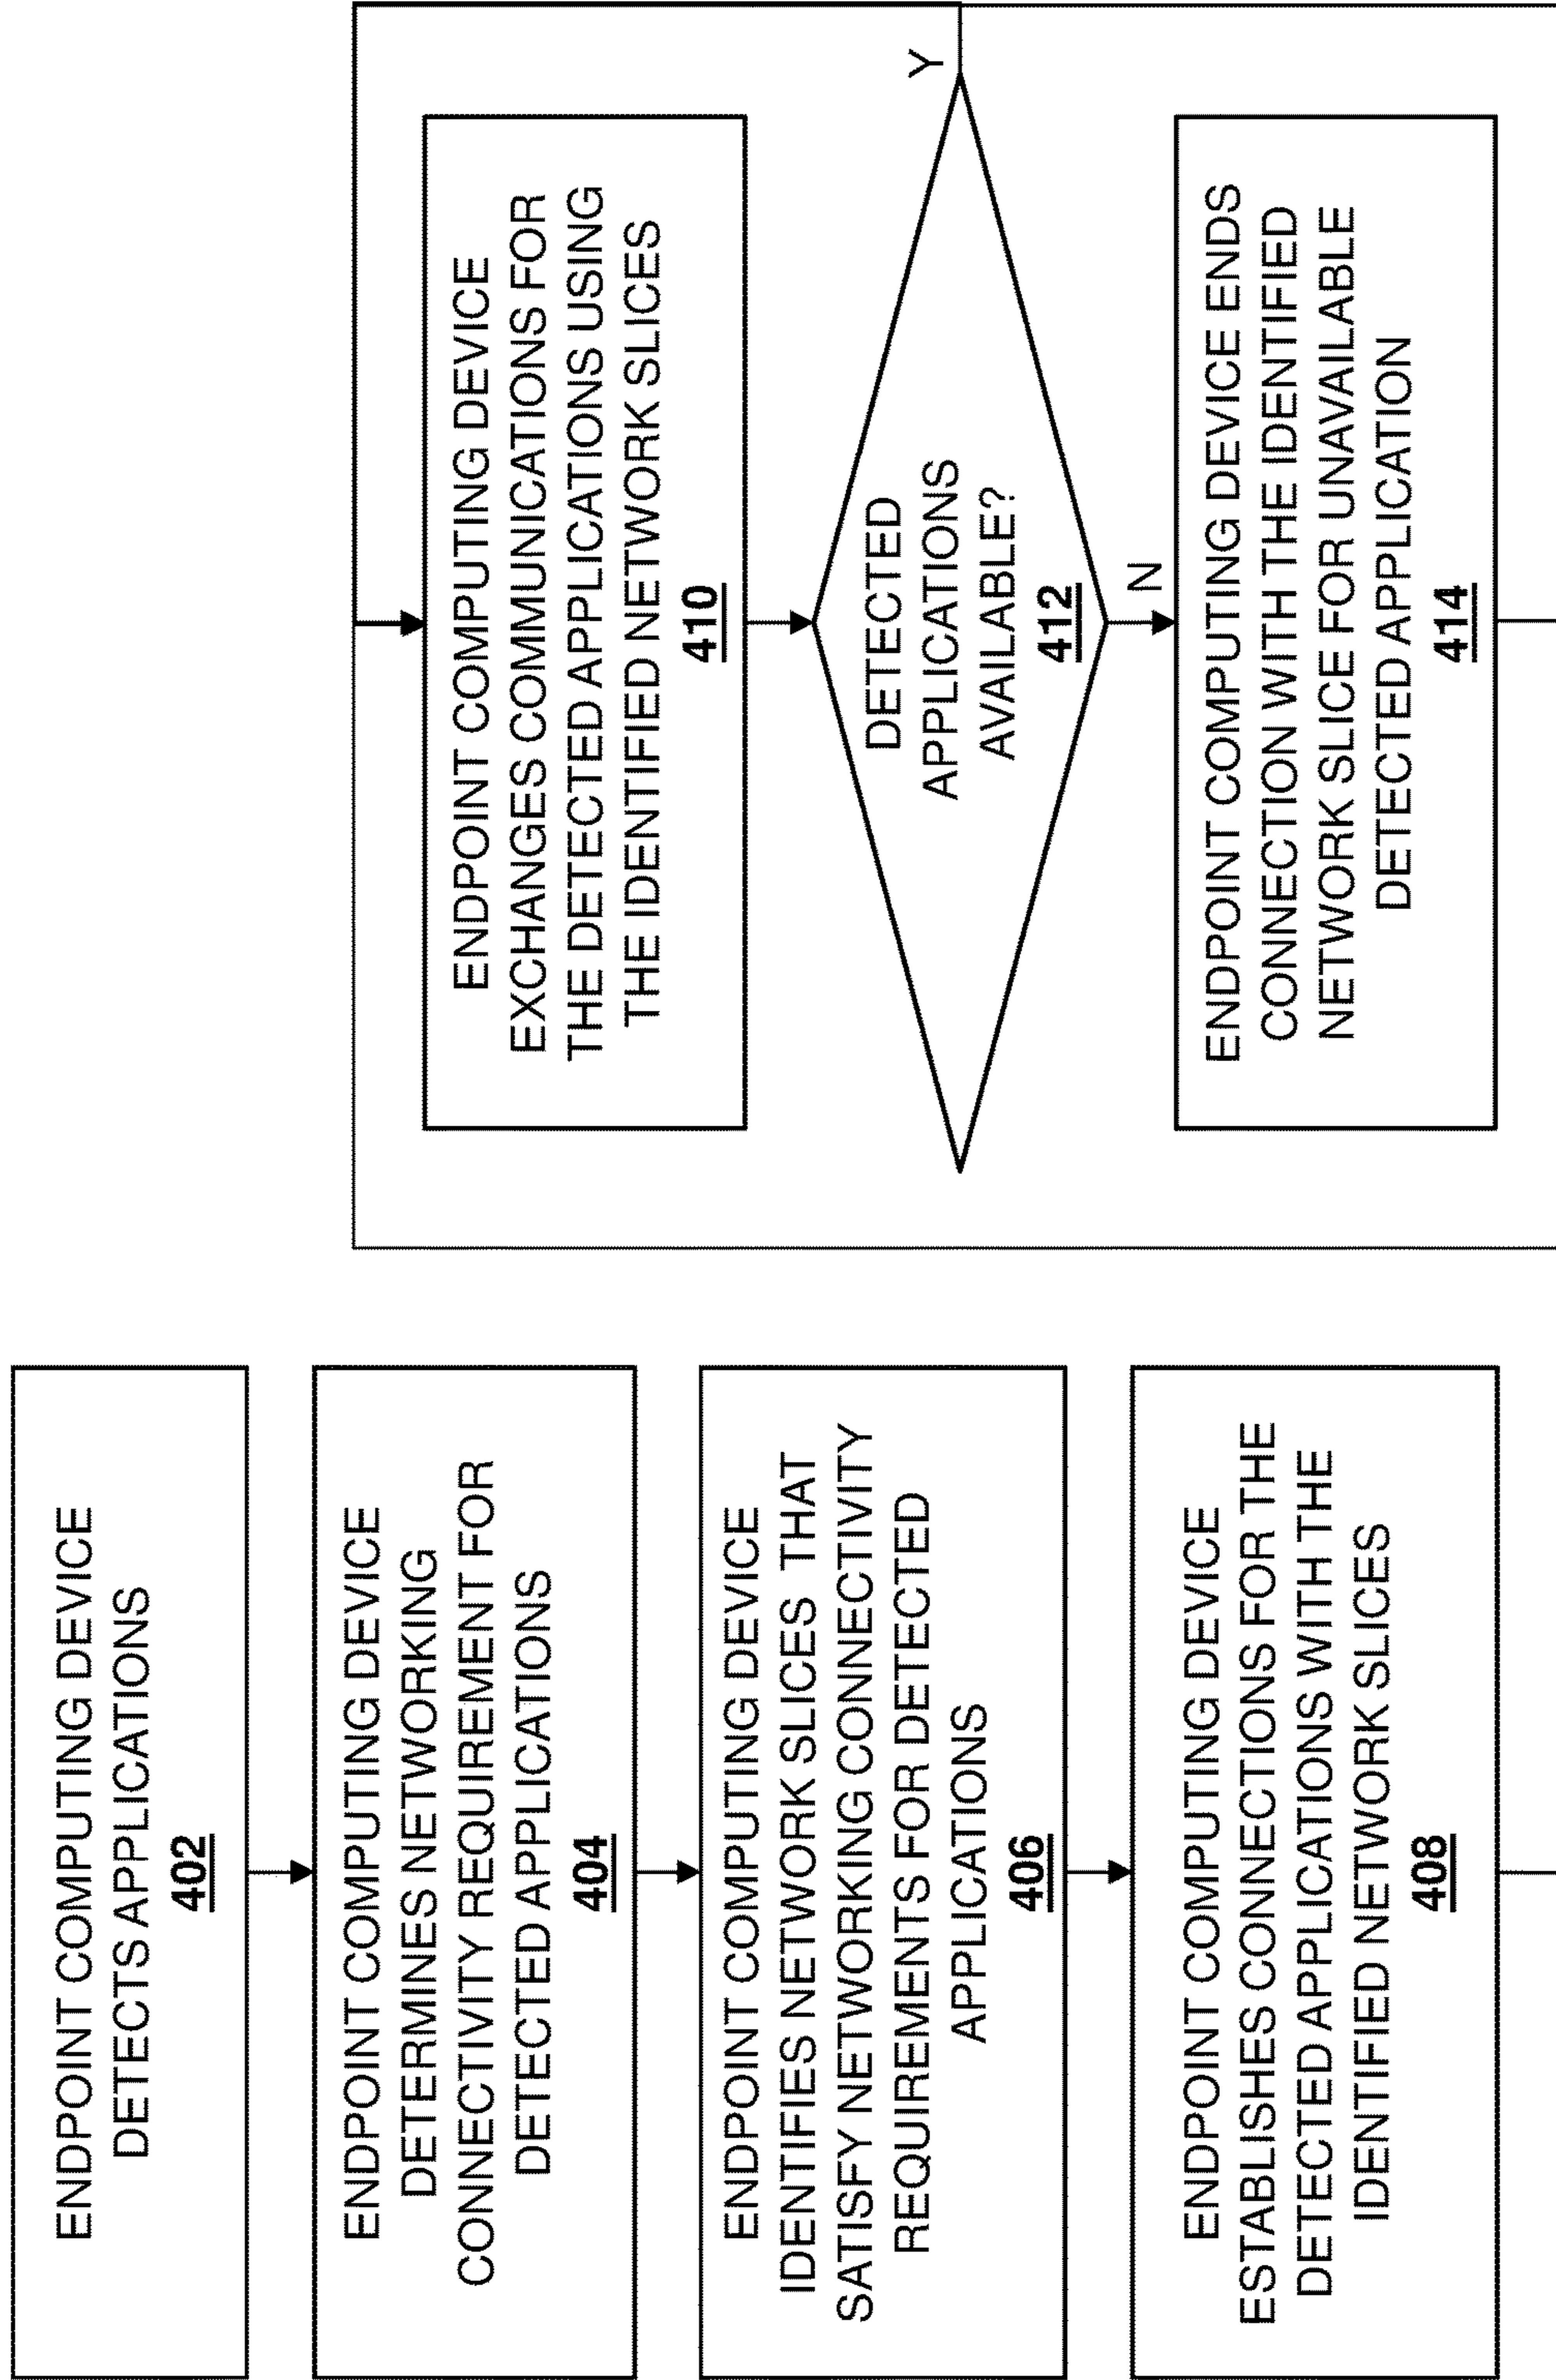 ENDPOINT COMPUTING DEVICE
DETECTS APPLICATIONS
402
ENDPOINT COMPUTING DEVICE
DETERMINES NETWORKING
CONNECTIVITY REQUIREMENT FOR
DETECTED APPLICATIONS
404
ENDPOINT COMPUTING DEVICE
IDENTIFIES NETWORK SLICES THAT
SATISFY NETWORKING CONNECTIVITY
REQUIREMENTS FOR DETECTED
APPLICATIONS
406
ENDPOINT COMPUTING DEVICE
ESTABLISHES CONNECTIONS FOR THE
DETECTED APPLICATIONS WITH THE
IDENTIFIED NETWORK SLICES
408
ENDPOINT COMPUTING DEVICE
EXCHANGES COMMUNICATIONS FOR
THE DETECTED APPLICATIONS USING
THE IDENTIFIED NETWORK SLICES
410
DETECTED
APPLICATIONS
AVAILABLE?
412
Y
N
ENDPOINT COMPUTING DEVICE ENDS
CONNECTION WITH THE IDENTIFIED
NETWORK SLICE FOR UNAVAILABLE
DETECTED APPLICATION
414